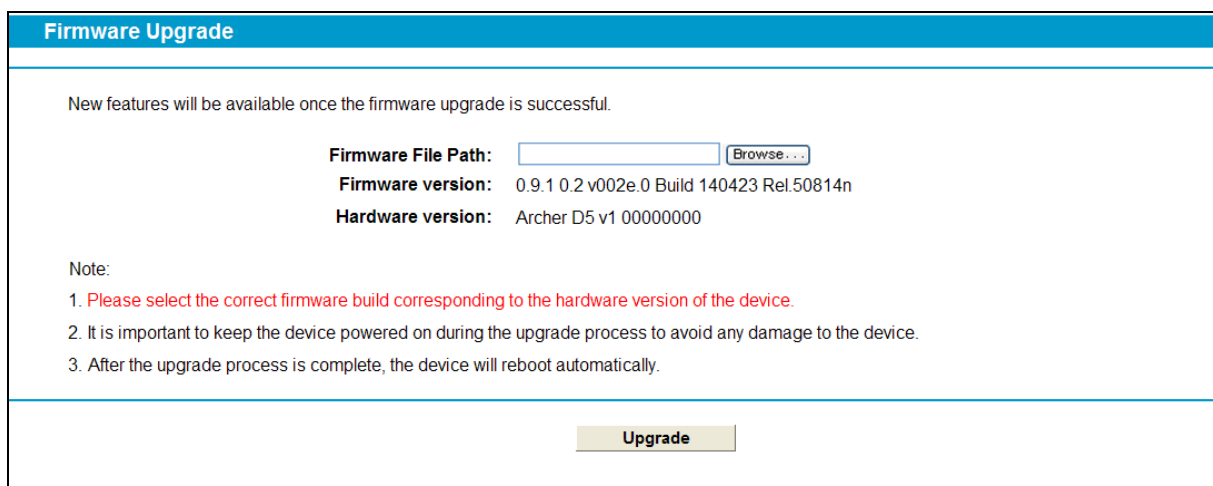 Firmware Upgrade
New features will be available once the firmware upgrade is successful.
Firmware File Path: Browse...
Firmware version: 0.9.1 0.2 v002e.0 Build 140423 Rel.50814n
Hardware version: Archer D5 v1 00000000
Note:
1. Please select the correct firmware build corresponding to the hardware version of the device.
2. It is important to keep the device powered on during the upgrade process to avoid any damage to the device.
3. After the upgrade process is complete, the device will reboot automatically.
Upgrade